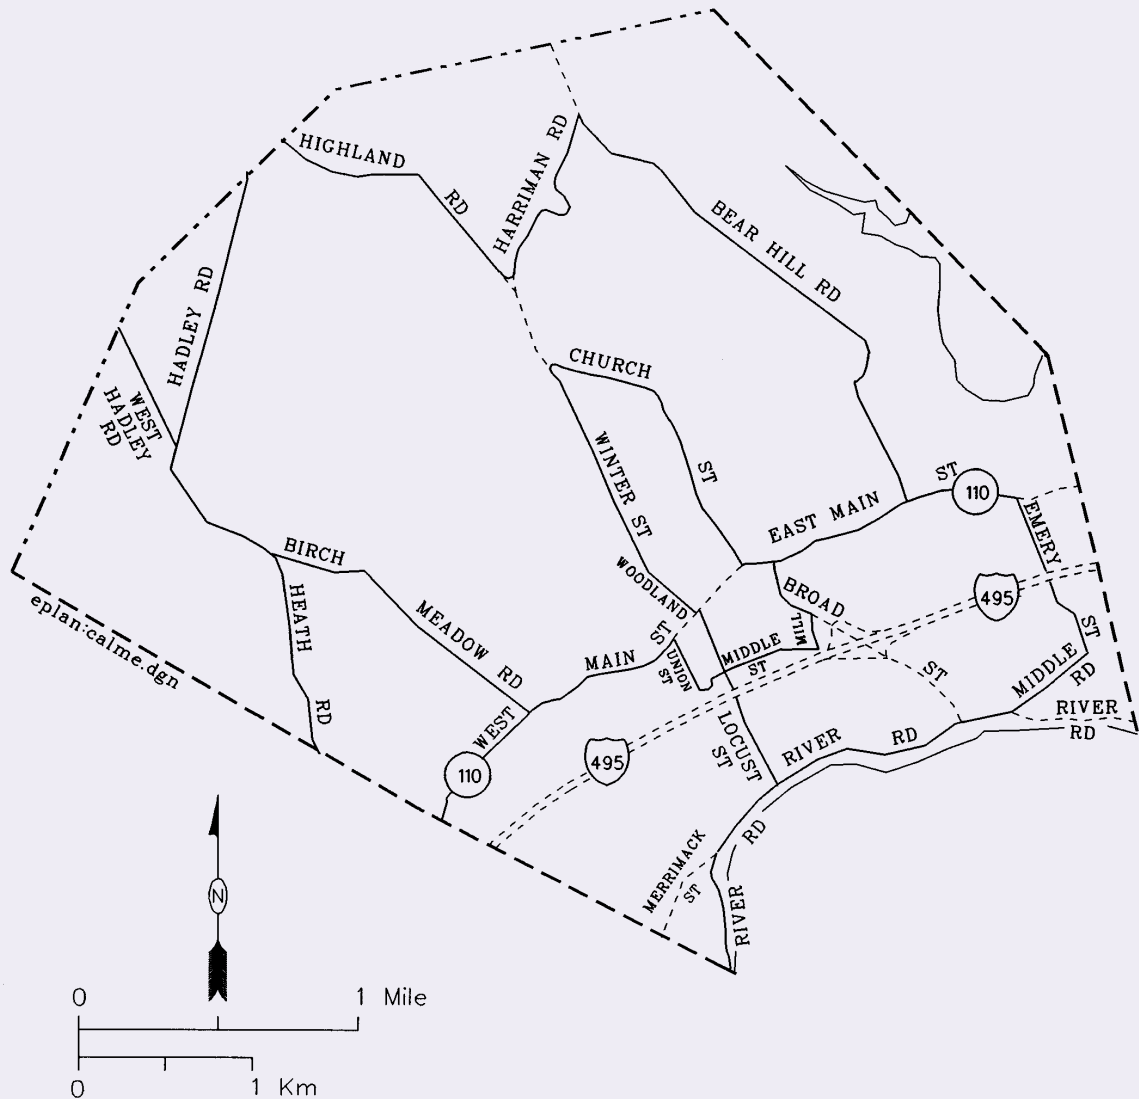 HIGHLAND
RD
HARRIMAN RD
BEAR HILL RD
HADLEY RD
WEST
HADLEY
RD
CHURCH
ST
WINTER ST
WOODLAND
EAST MAIN
ST
110
EMERY
ST
BIRCH
MEADOW RD
HEATH
RD
eplan:calme.dgn
BROAD
ST
MILL
MIDDLE
ST
UNION
ST
MAIN
ST
WEST
110
495
495
LOCUST
ST
MIDDLE
RD
RIVER
RD
RIVER
RD
MERRIMACK
ST
RIVER
RD
N
0 1 Mile
0 1 Km